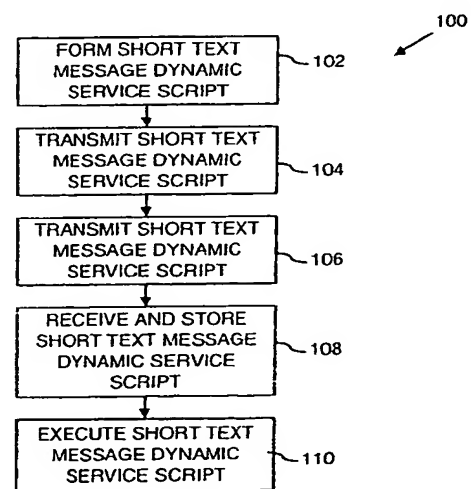 100
FORM SHORT TEXT
MESSAGE DYNAMIC
SERVICE SCRIPT
102
TRANSMIT SHORT TEXT
MESSAGE DYNAMIC
SERVICE SCRIPT
104
TRANSMIT SHORT TEXT
MESSAGE DYNAMIC
SERVICE SCRIPT
106
RECEIVE AND STORE
SHORT TEXT MESSAGE
DYNAMIC SERVICE
SCRIPT
108
EXECUTE SHORT TEXT
MESSAGE DYNAMIC
SERVICE SCRIPT
110